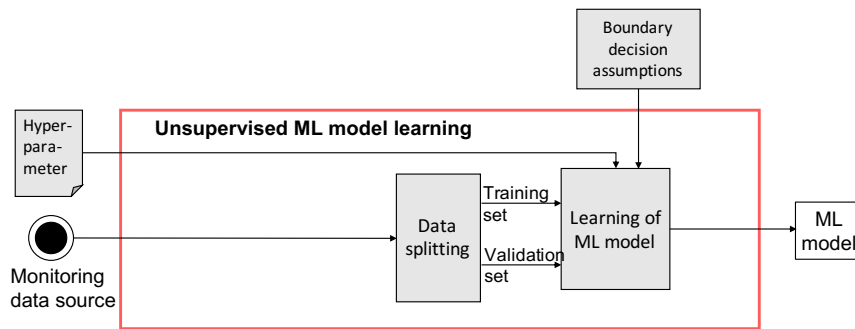 Boundary
decision
assumptions
Hyper-
para-
meter
Unsupervised ML model learning
Training
set
Data
splitting
Learning of
ML model
Validation
set
ML
model
Monitoring
data source